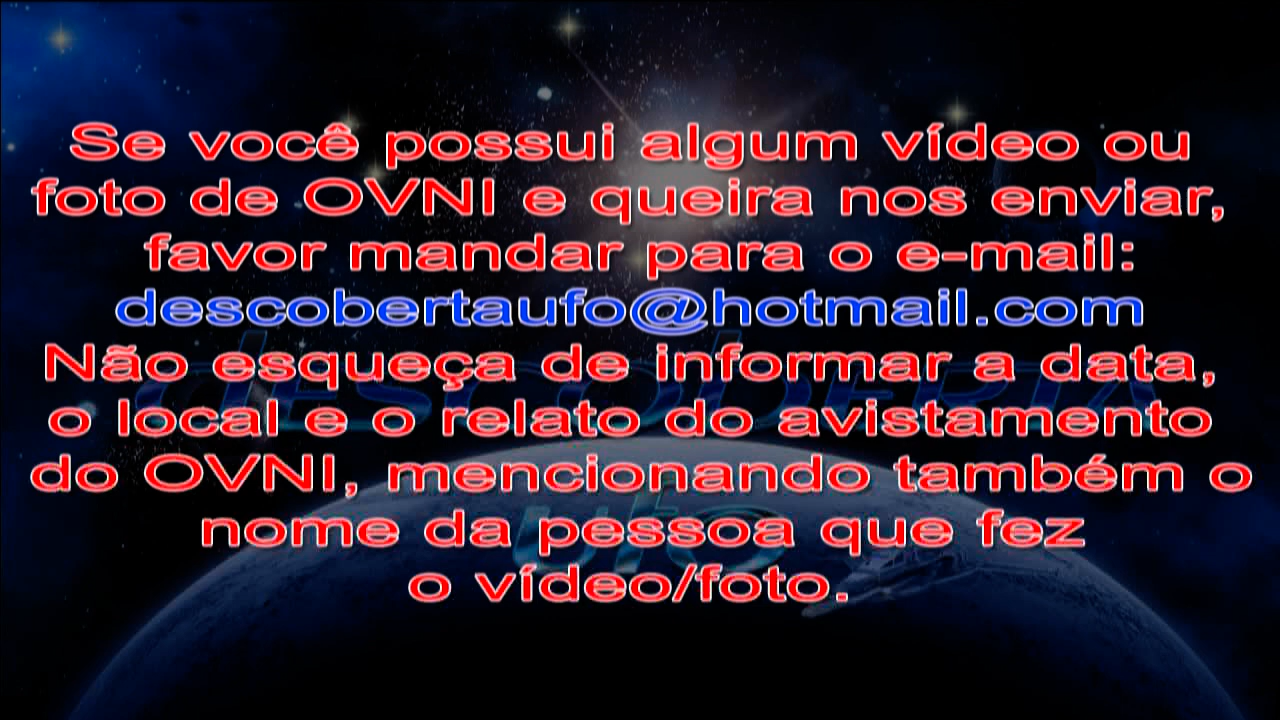 Se você possui algum vídeo ou
foto de OVNI e queira nos enviar,
favor mandar para o e-mail:
descobertaufo@hotmail.com
Não esqueça de informar a data,
o local e o relato do avistamento
do OVNI, mencionando também o
nome da pessoa que fez
o vídeo/foto.
DESCOBERTA
UFO